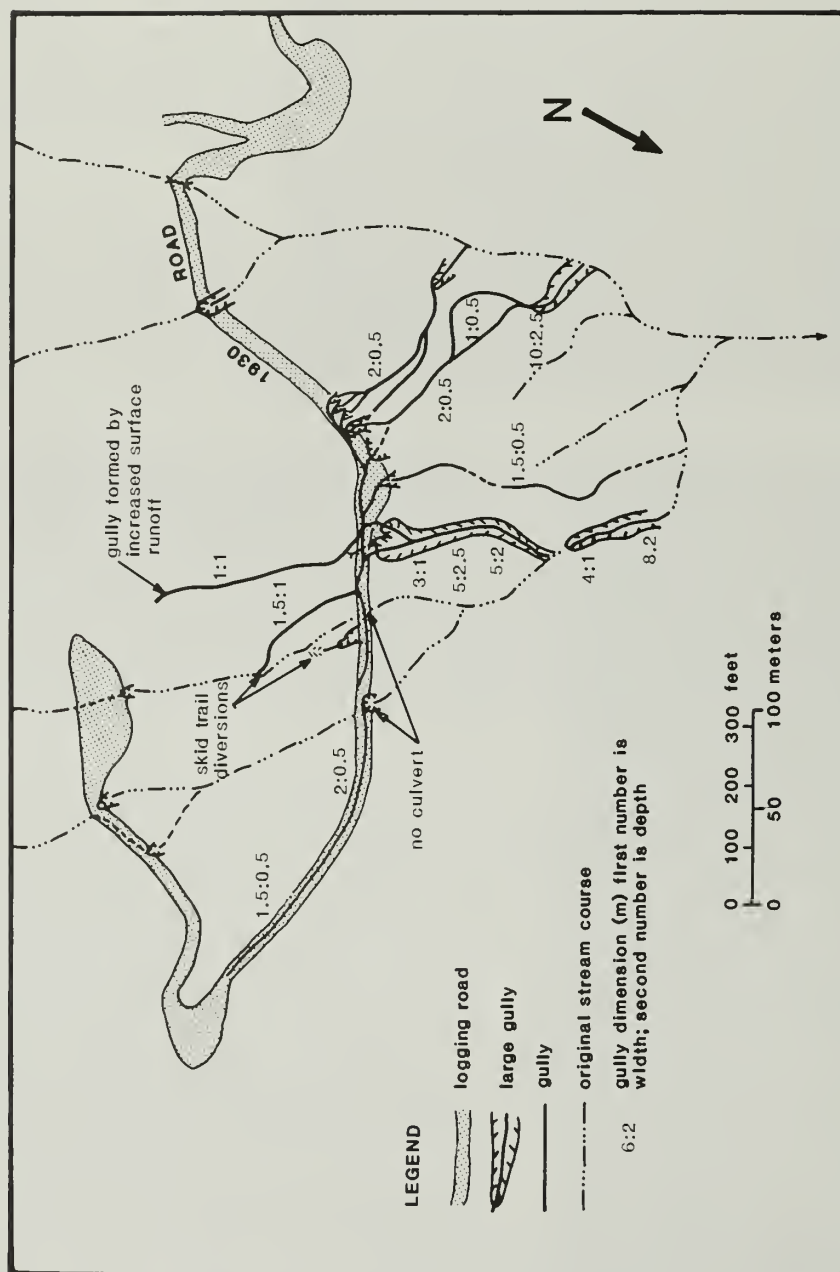 N
ROAD
1930
gully formed by
increased surface
runoff
1:1
1.5:1
skid trail
diversions
no culvert
2:0.5
1.5:0.5
2:0.5
2:0.5
1:0.5
10:2.5
1.5:0.5
3:1
5:2.5
5:2
4:1
8.2
LEGEND
logging road
large gully
gully
original stream course
6:2
gully dimension (m) first number is
width; second number is depth
0 100 200 300 feet
0 50 100 meters